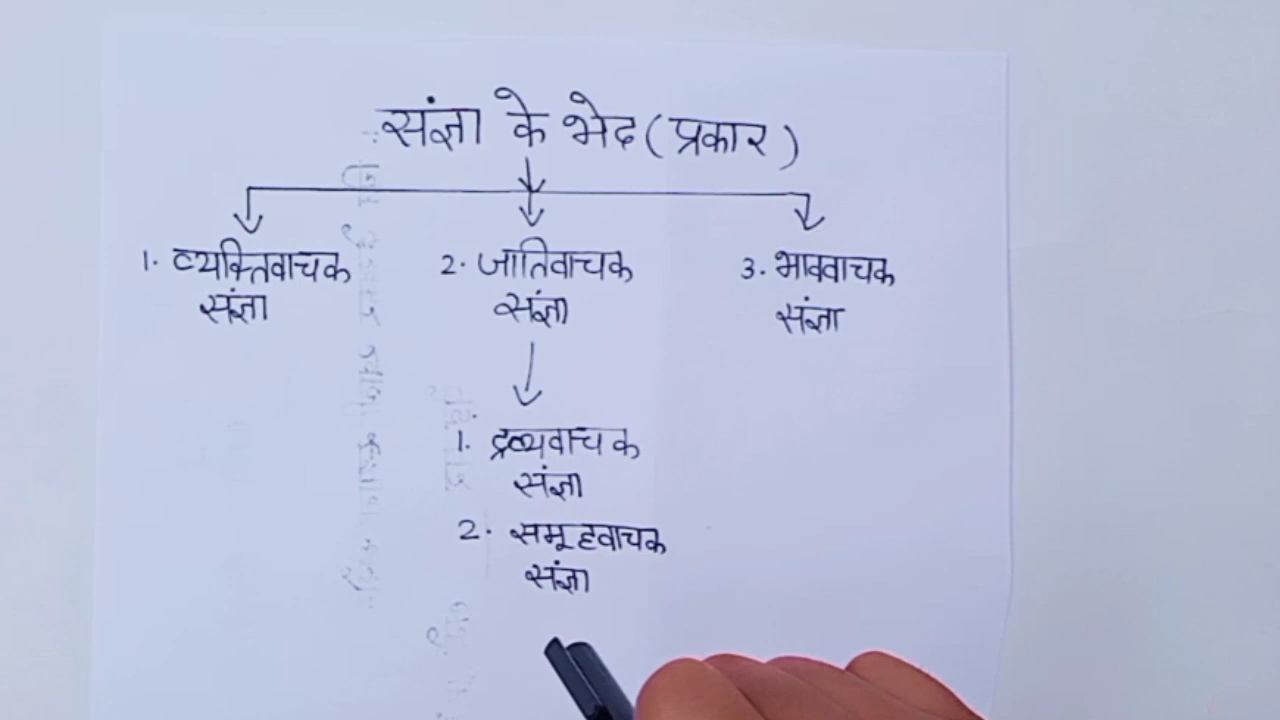 संज्ञा के भेद (प्रकार)
1. व्यक्तिवाचक
संज्ञा
2. जातिवाचक
संज्ञा
3. भाववाचक
संज्ञा
1. द्रव्यवाचक
संज्ञा
2. समूहवाचक
संज्ञा